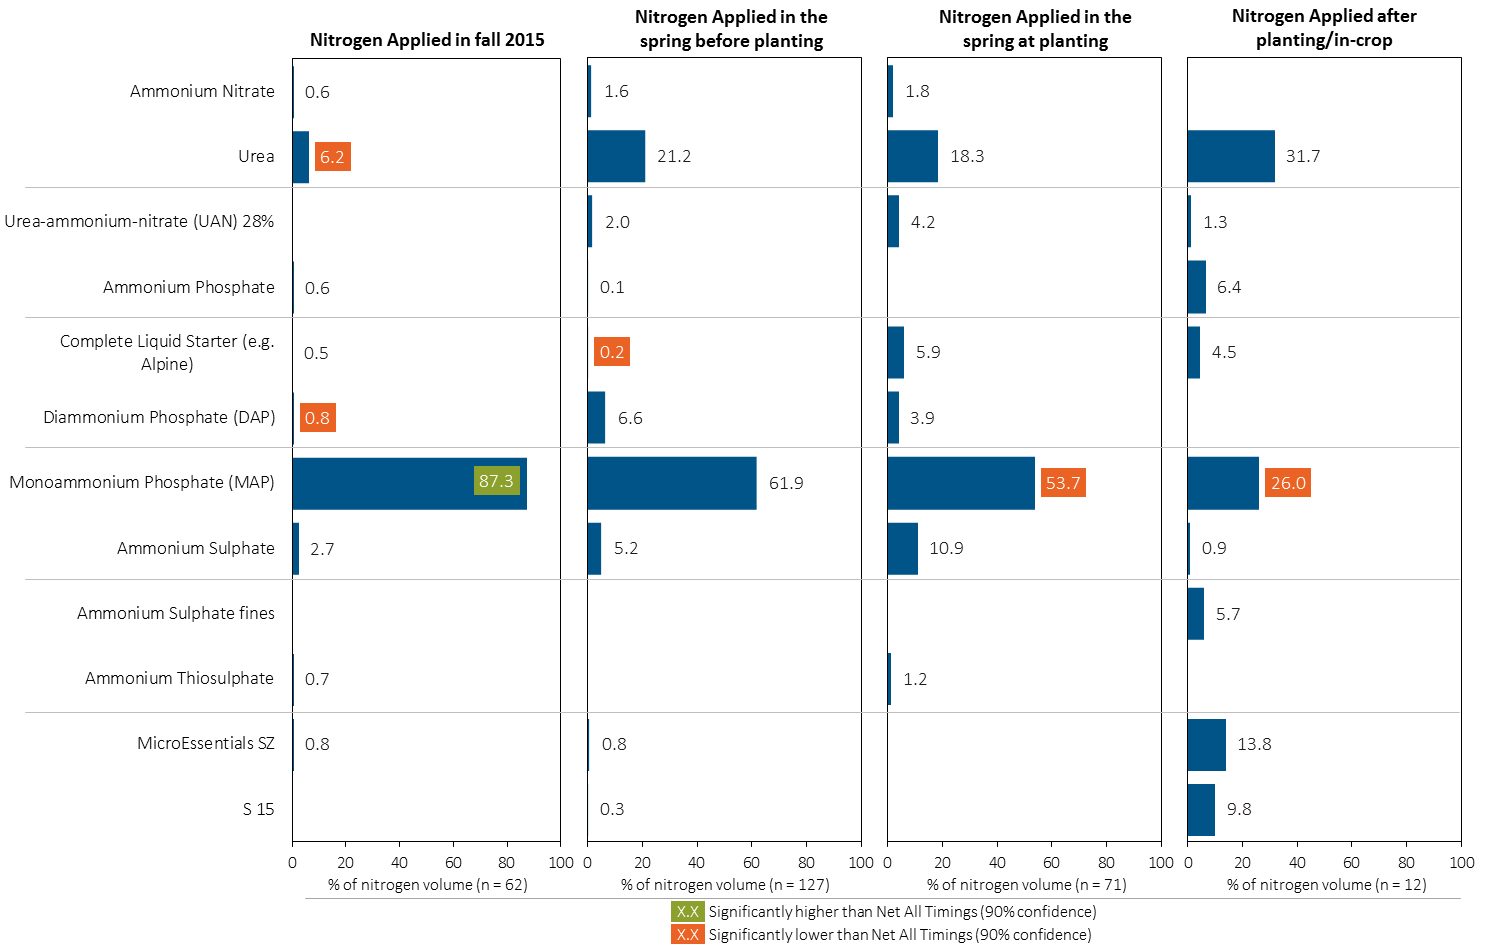 Nitrogen Applied in fall 2015
Nitrogen Applied in the
spring before planting
Nitrogen Applied in the
spring at planting
Nitrogen Applied after
planting/in-crop
Ammonium Nitrate 0.6 1.6 1.8
Urea 6.2 21.2 18.3 31.7
Urea-ammonium-nitrate (UAN) 28% 2.0 4.2 1.3
Ammonium Phosphate 0.6 0.1 6.4
Complete Liquid Starter (e.g.
Alpine) 0.5 0.2 5.9 4.5
Diammonium Phosphate (DAP) 0.8 6.6 3.9
Monoammonium Phosphate (MAP) 87.3 61.9 53.7 26.0
Ammonium Sulphate 2.7 5.2 10.9 0.9
Ammonium Sulphate fines 5.7
Ammonium Thiosulphate 0.7 1.2
MicroEssentials SZ 0.8 0.8 13.8
S 15 0.3 9.8
0 20 40 60 80 100 0 20 40 60 80 100 0 20 40 60 80 100 0 20 40 60 80 100
% of nitrogen volume (n = 62) % of nitrogen volume (n = 127) % of nitrogen volume (n = 71) % of nitrogen volume (n = 12)
X.X Significantly higher than Net All Timings (90% confidence)
X.X Significantly lower than Net All Timings (90% confidence)